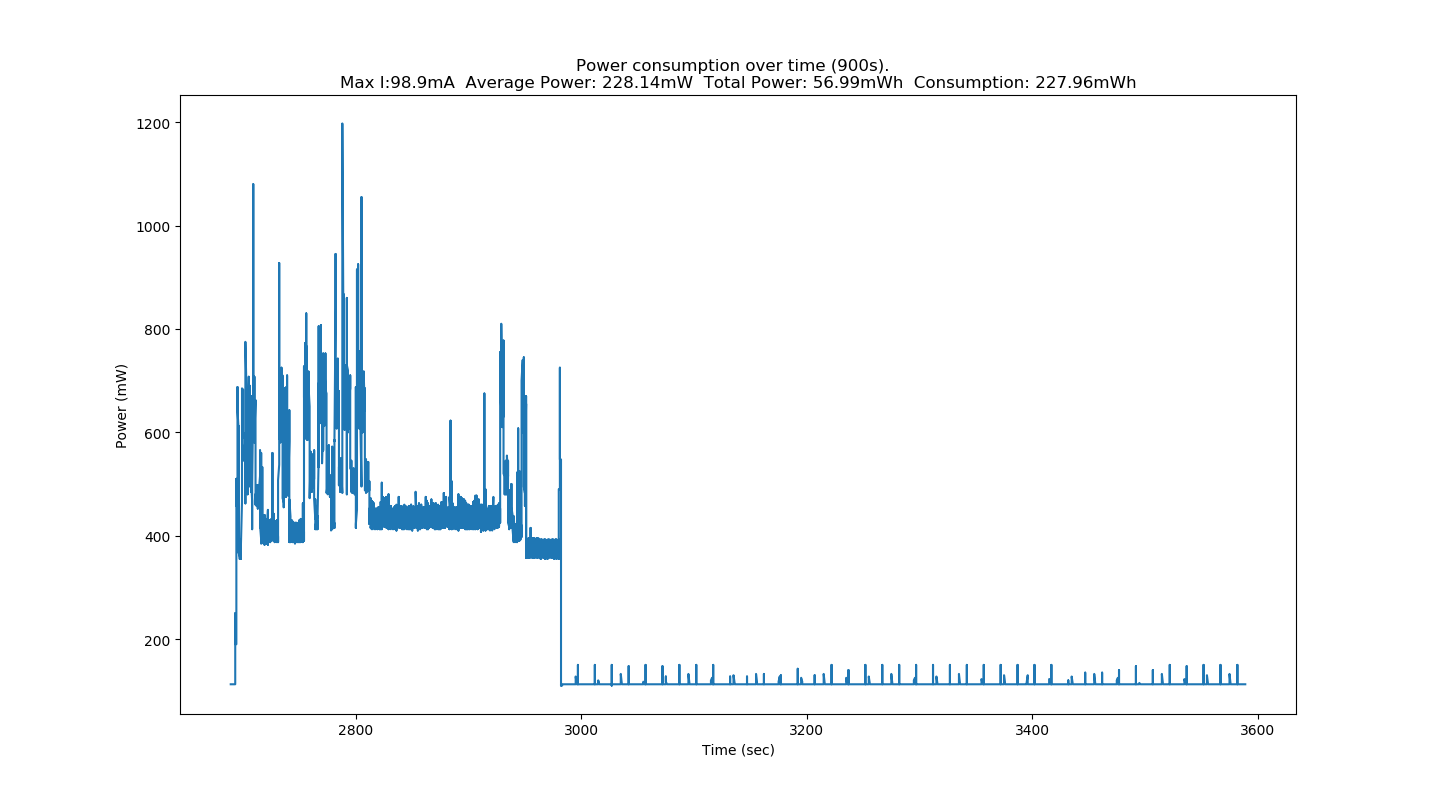 Power consumption over time (900s).
Max I:98.9mA  Average Power: 228.14mW  Total Power: 56.99mWh  Consumption: 227.96mWh
1200
1000
800
600
400
200
Power (mW)
2800
3000
3200
3400
3600
Time (sec)